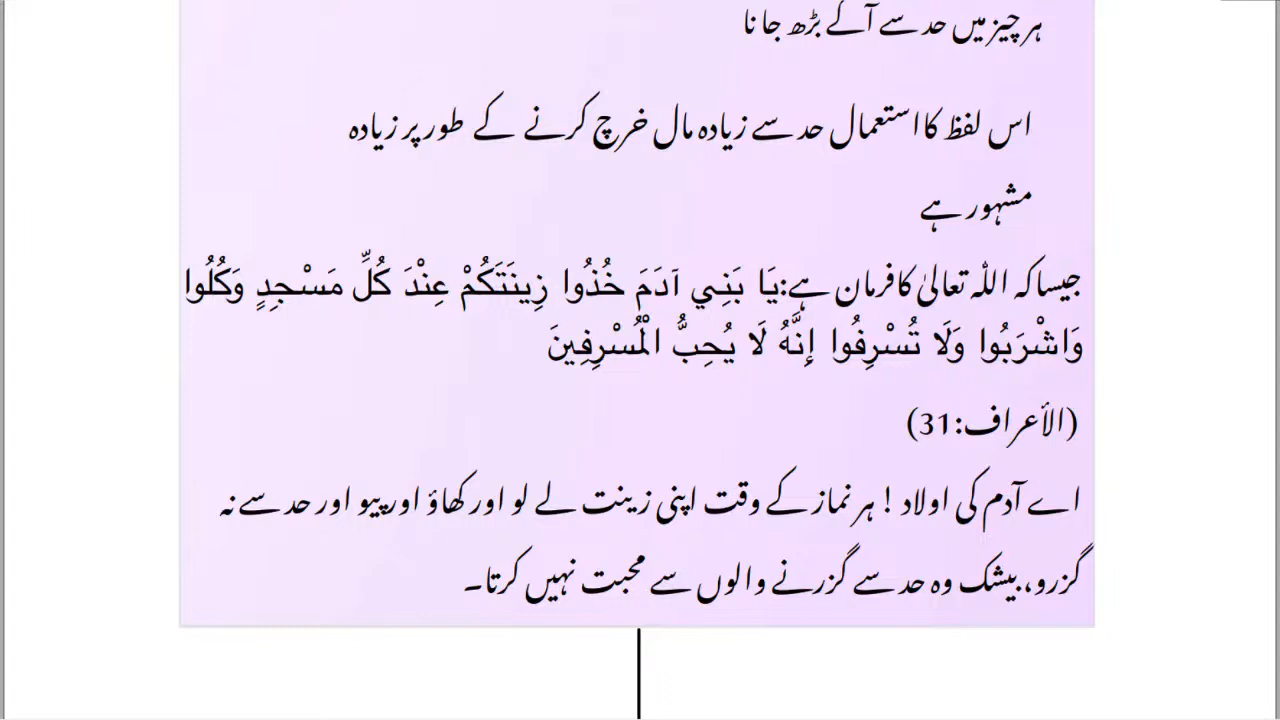 ہر چیز میں حد سے آگے بڑھ جانا
اس لفظ کا استعمال حد سے زیادہ مال خرچ کرنے کے طور پر زیادہ
مشہور ہے
جیسا کہ اللہ تعالیٰ کا فرمان ہے:يَا بَنِي آدَمَ خُذُوا زِينَتَكُمْ عِنْدَ كُلِّ مَسْجِدٍ وَكُلُوا
وَاشْرَبُوا وَلَا تُسْرِفُوا إِنَّهُ لَا يُحِبُّ الْمُسْرِفِينَ
(الأعراف:31)
اے آدم کی اولاد ! ہر نماز کے وقت اپنی زینت لے لو اور کھاؤ اور پیو اور حد سے نہ
گزرو، بیشک وہ حد سے گزرنے والوں سے محبت نہیں کرتا۔